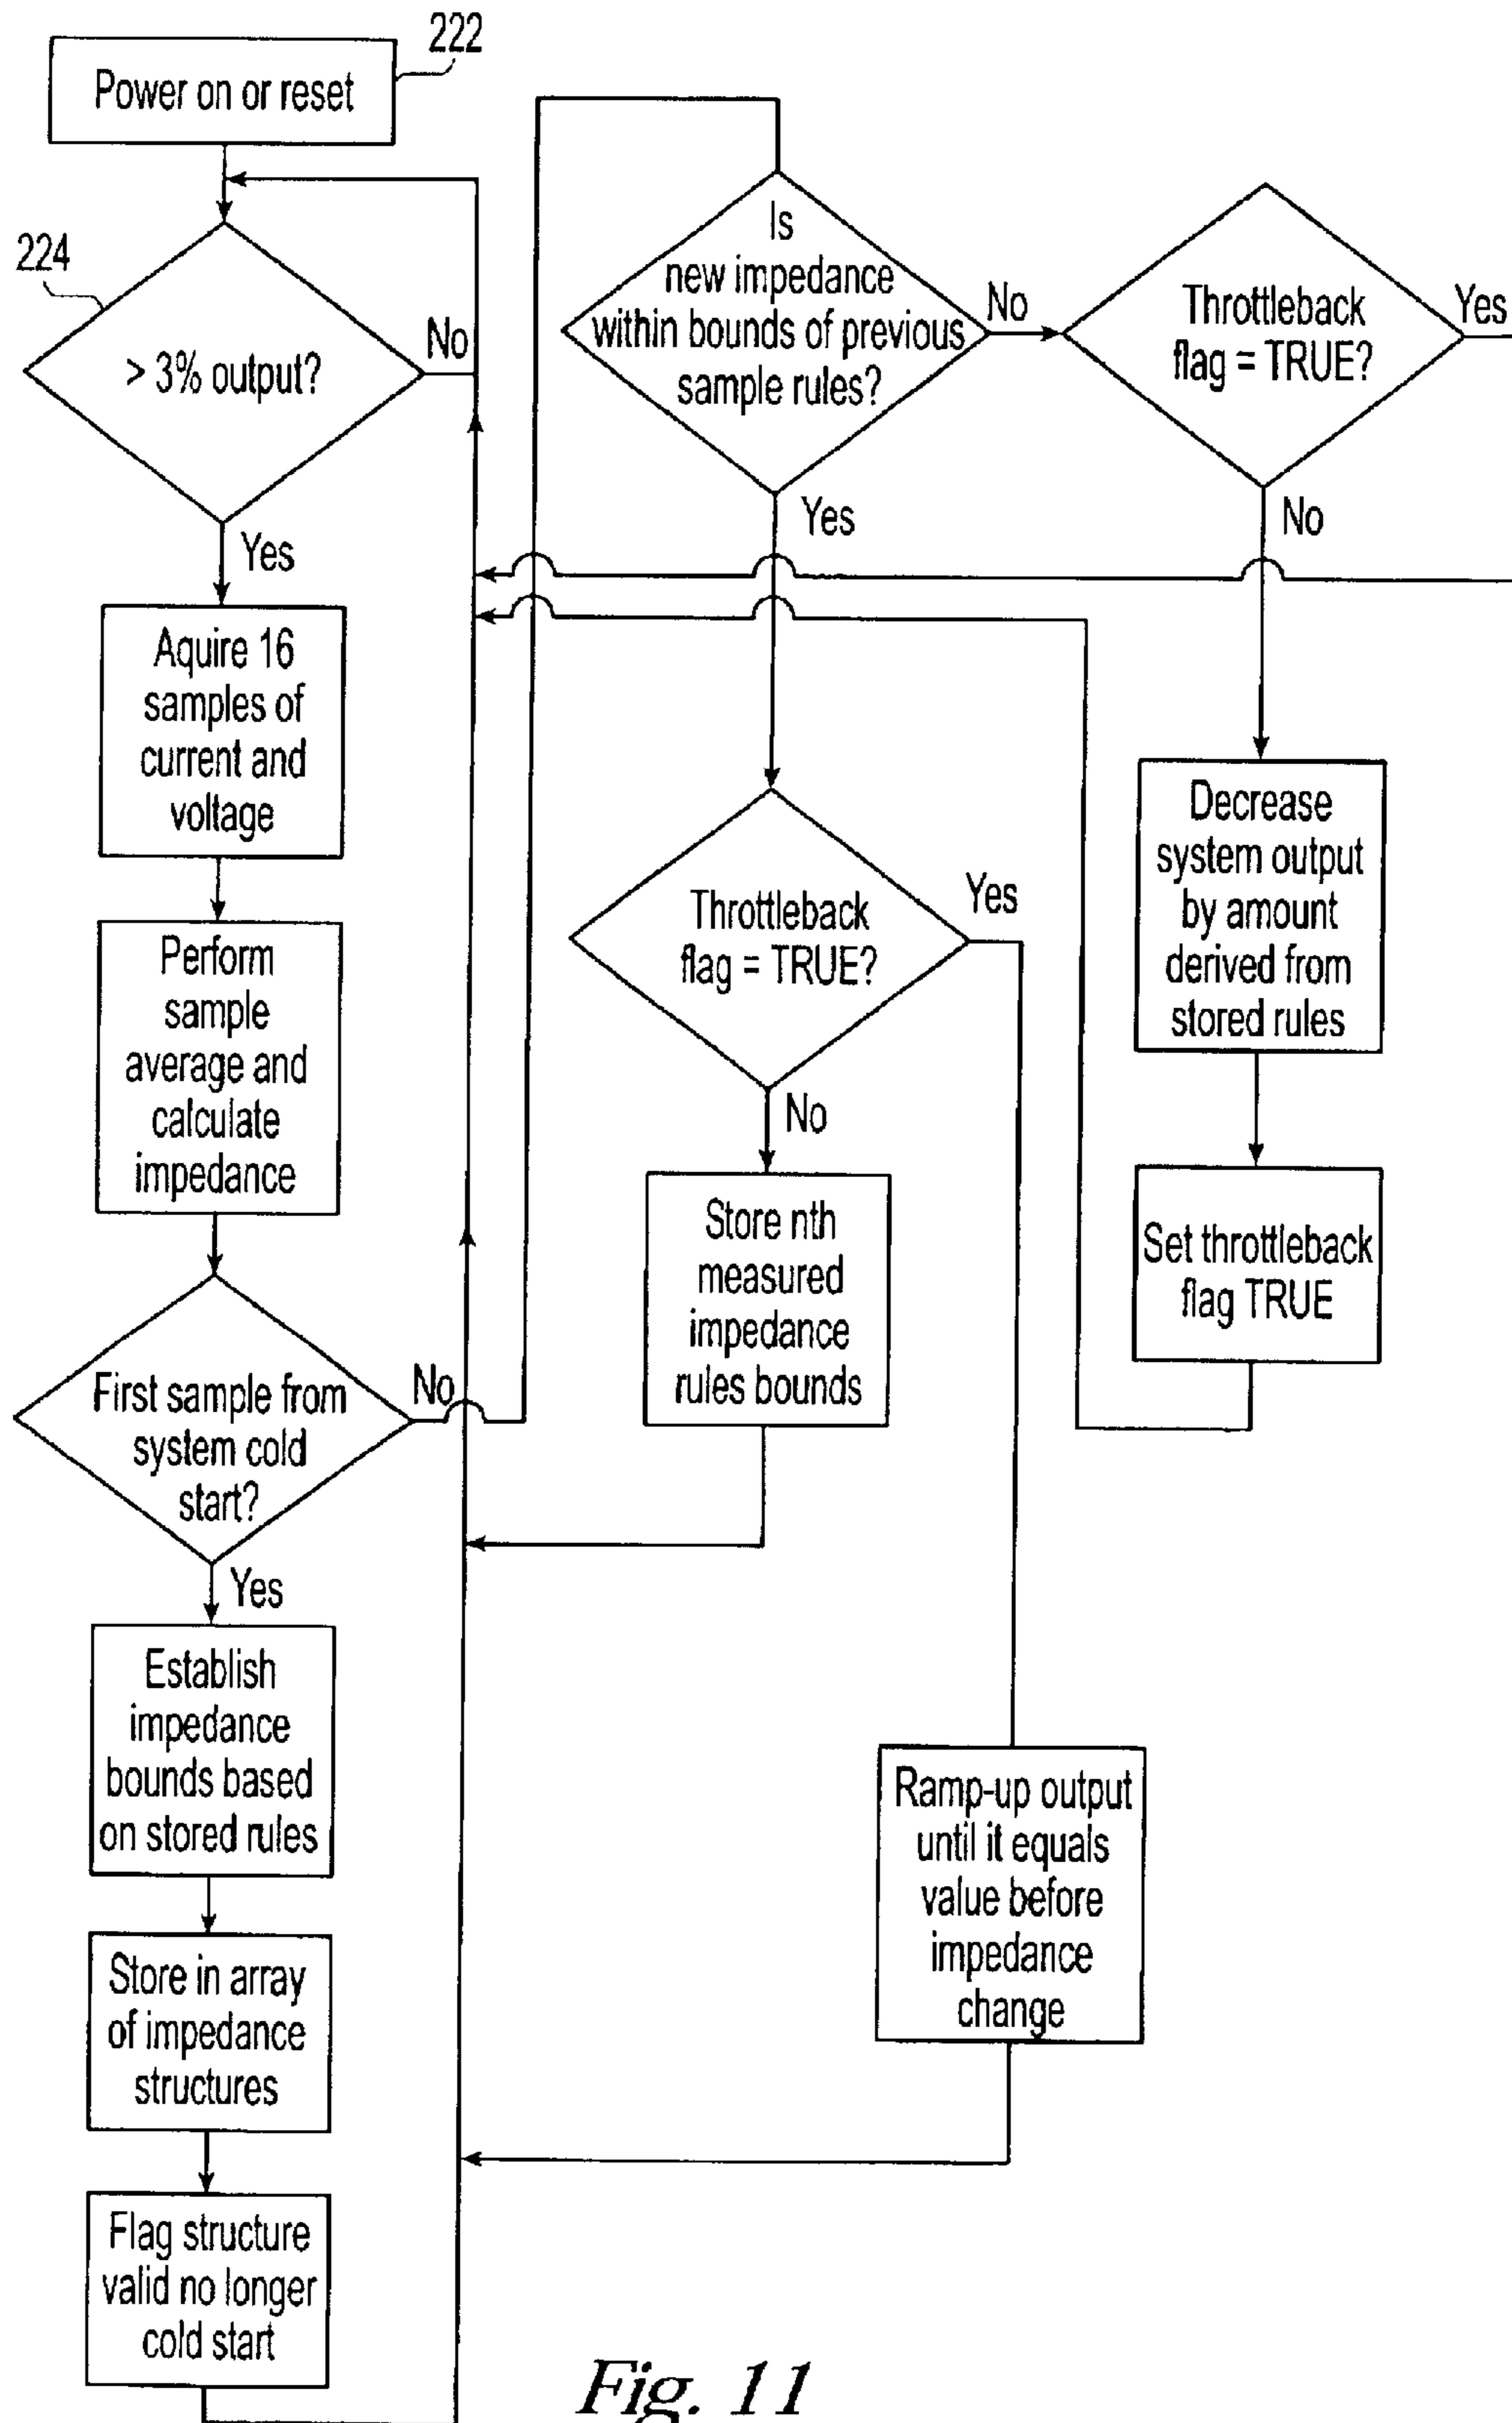 222
Power on or reset
224
> 3% output?
No
Yes
Aquire 16
samples of
current and
voltage
Perform
sample
average and
calculate
impedance
First sample from
system cold
start?
No
Yes
Establish
impedance
bounds based
on stored rules
Store in array
of impedance
structures
Flag structure
valid no longer
cold start
Is
new impedance
within bounds of previous
sample rules?
No
Yes
Throttleback
flag = TRUE?
Yes
No
Store nth
measured
impedance
rules bounds
Ramp-up output
until it equals
value before
impedance
change
Throttleback
flag = TRUE?
Yes
No
Decrease
system output
by amount
derived from
stored rules
Set throttleback
flag TRUE
Fig. 11